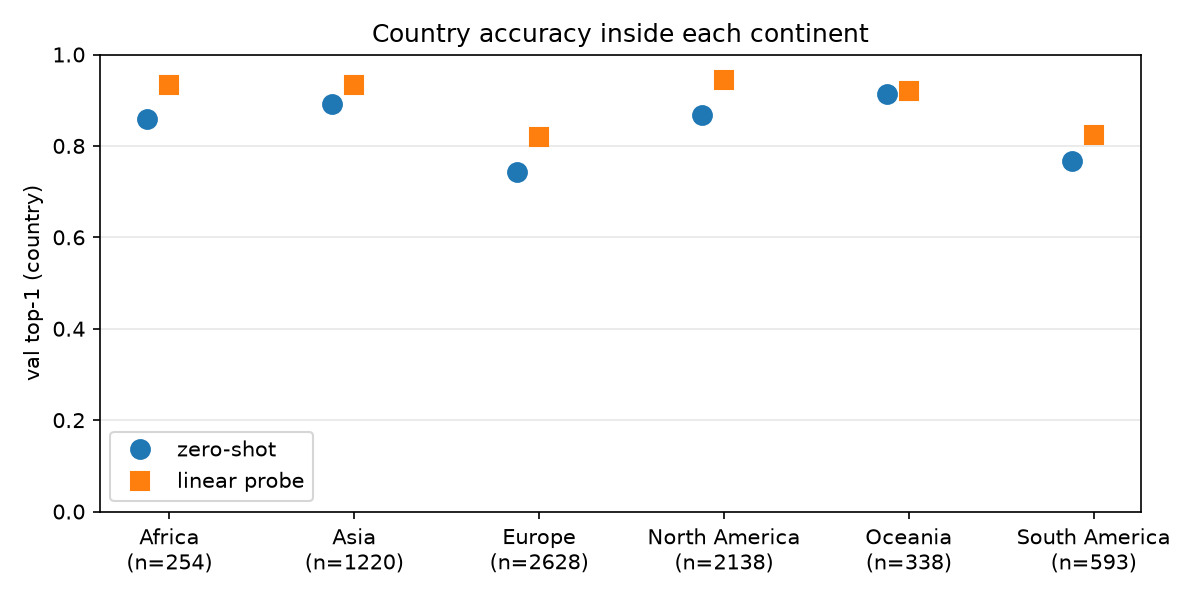 Country accuracy inside each continent
val top-1 (country)
1.0
0.8
0.6
0.4
0.2
0.0
zero-shot
linear probe
Africa
(n=254)
Asia
(n=1220)
Europe
(n=2628)
North America
(n=2138)
Oceania
(n=338)
South America
(n=593)